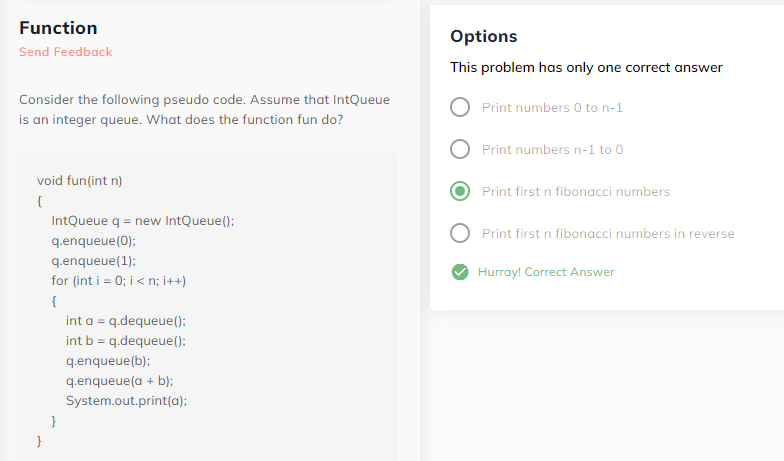 Function
Send Feedback
Consider the following pseudo code. Assume that IntQueue
is an integer queue. What does the function fun do?
void fun(int n)
{
IntQueue q = new IntQueue();
q.enqueue(0);
q.enqueue(1);
for (int i = 0; i < n; i++)
{
int a = q.dequeue();
int b = q.dequeue();
q.enqueue(b);
q.enqueue(a + b);
System.out.print(a);
}
}
Options
This problem has only one correct answer
Print numbers 0 to n-1
Print numbers n-1 to 0
Print first n fibonacci numbers
Print first n fibonacci numbers in reverse
Hurray! Correct Answer